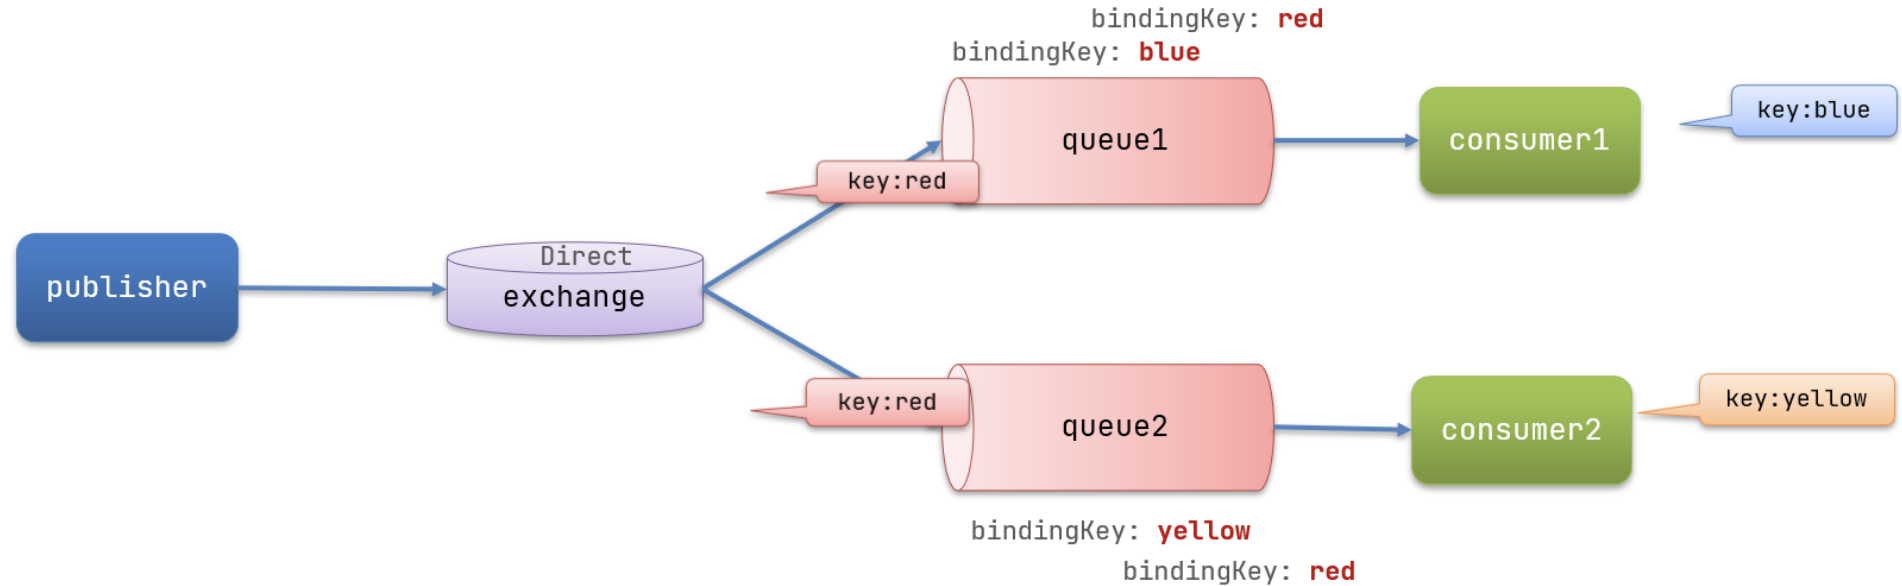 bindingKey: red
bindingKey: blue
queue1
consumer1
key:blue
key:red
publisher
Direct
exchange
key:red
queue2
consumer2
key:yellow
bindingKey: yellow
bindingKey: red